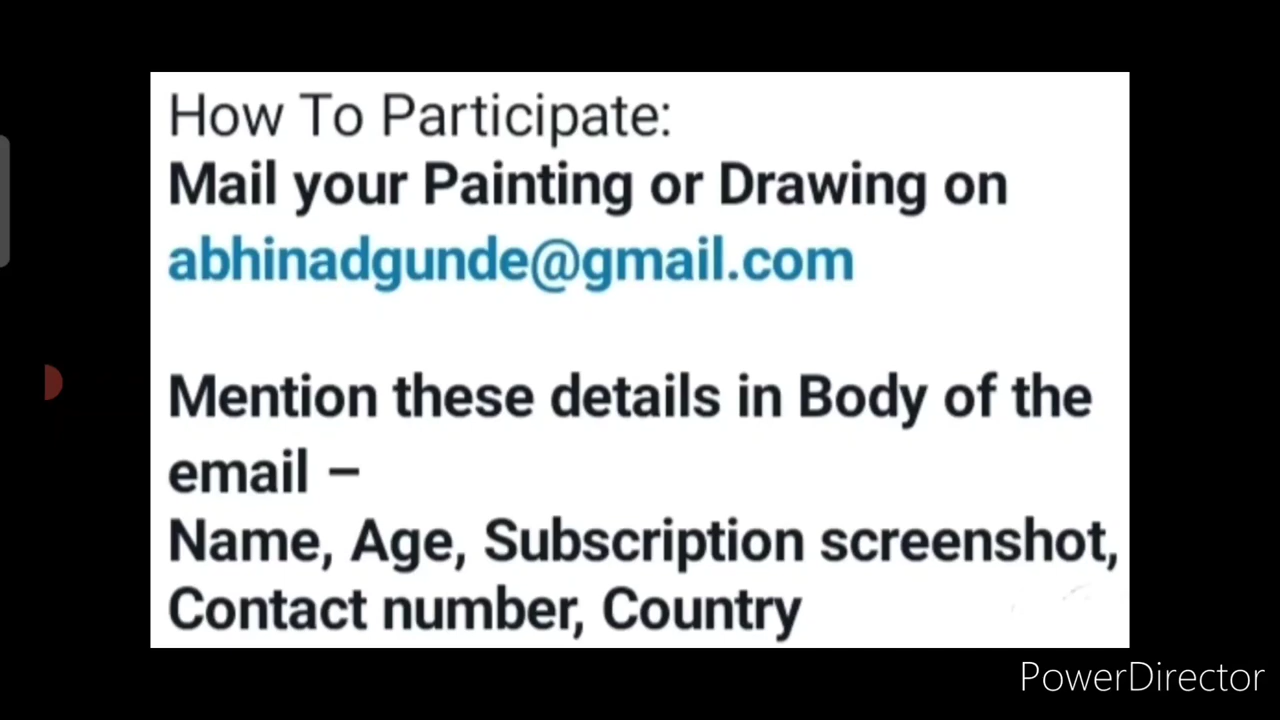 How To Participate:
Mail your Painting or Drawing on
abhinadgunde@gmail.com
Mention these details in Body of the
email –
Name, Age, Subscription screenshot,
Contact number, Country
PowerDirector